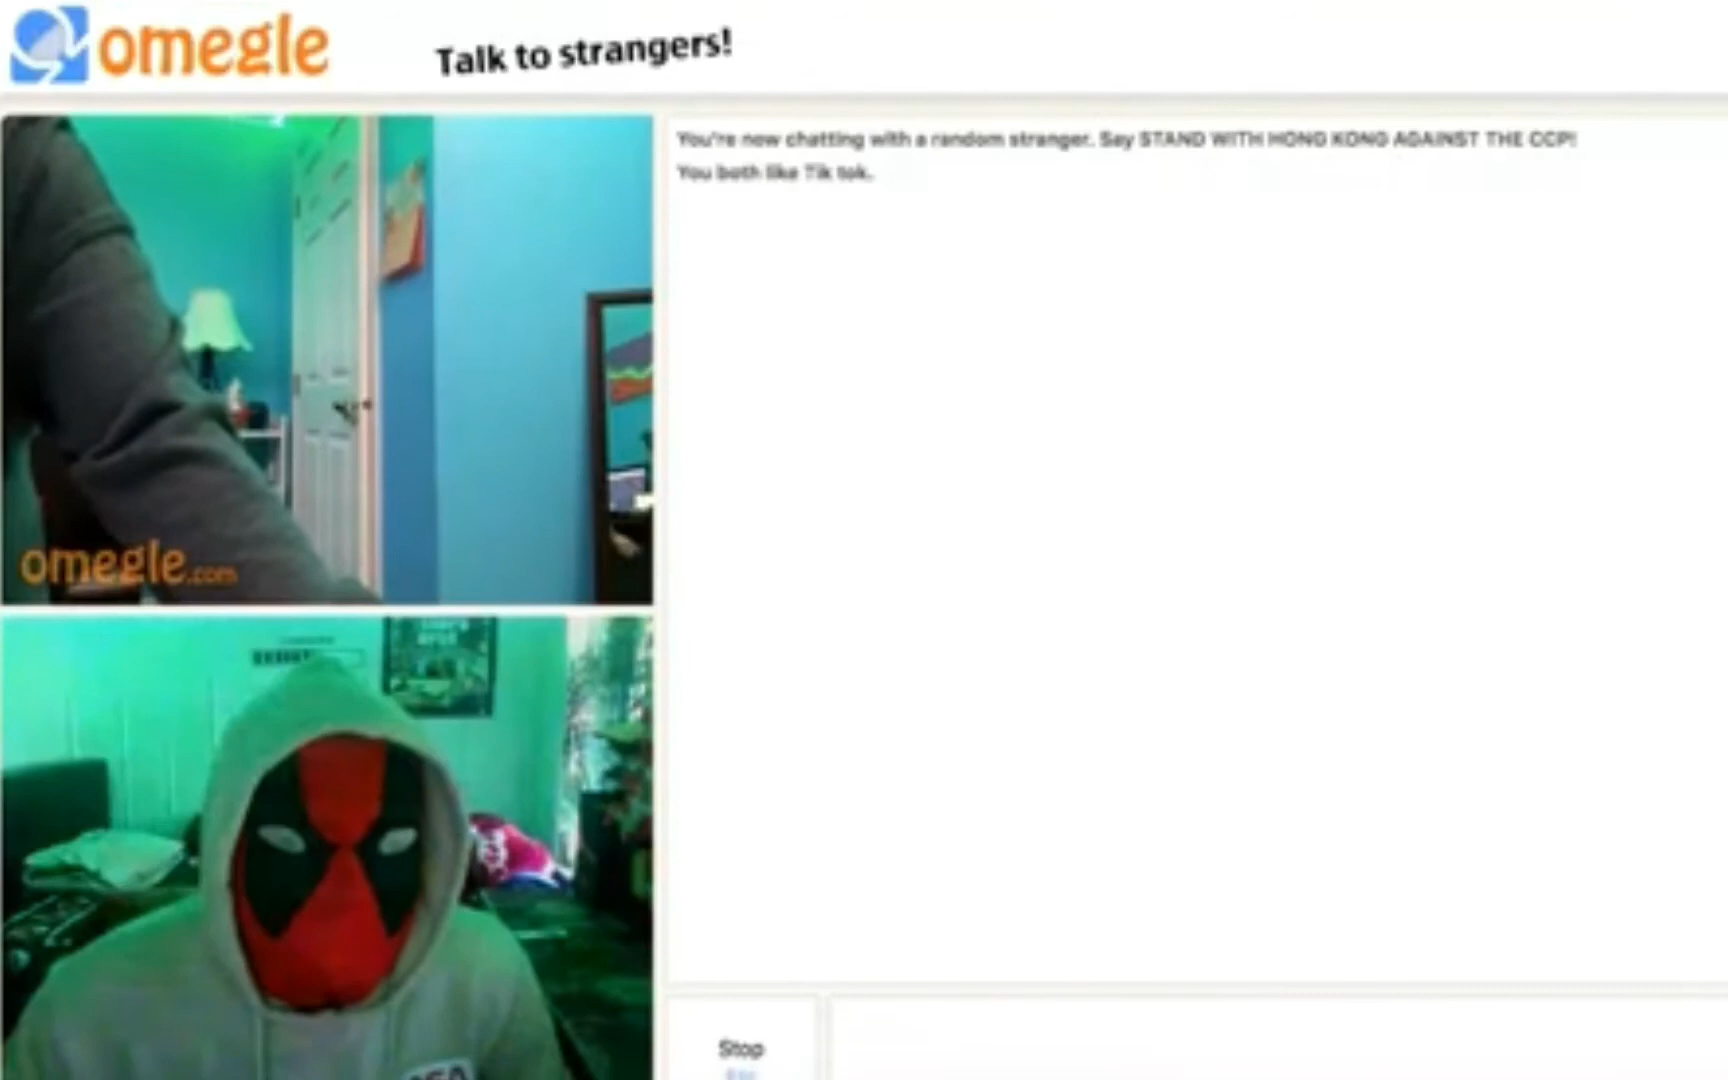 omegle
Talk to strangers!
You're now chatting with a random stranger. Say STAND WITH HONG KONG AGAINST THE CCP!
You both like Tik tok.
omegle.com
Stop
Esc